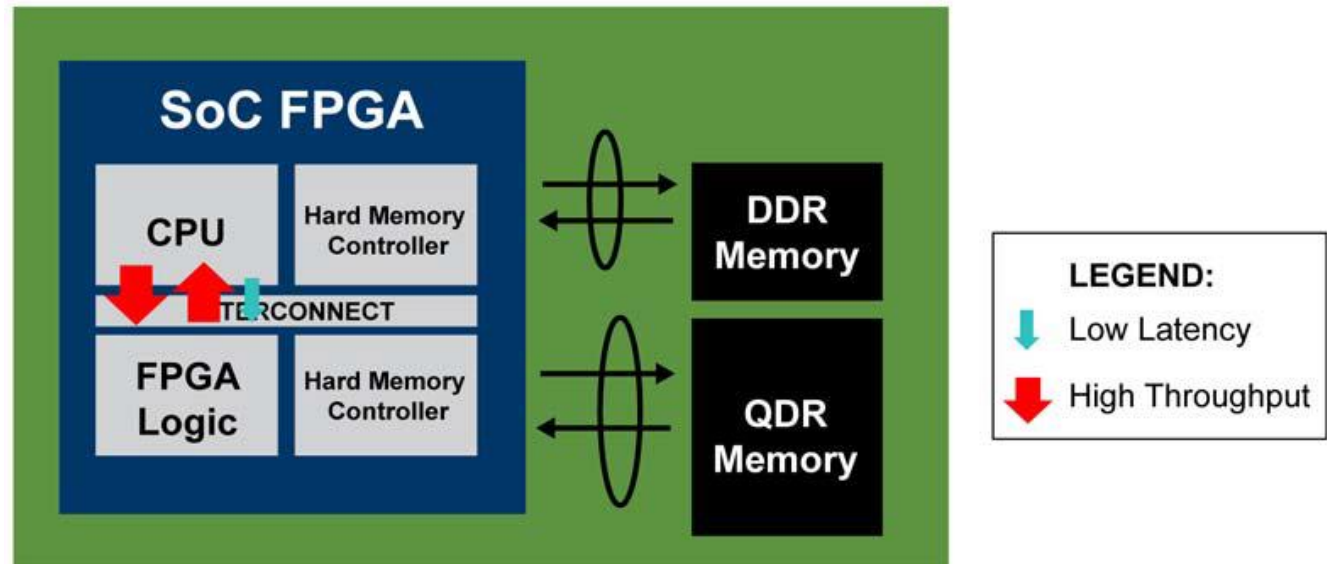 SoC FPGA
CPU
Hard Memory
Controller
TERCONNECT
FPGA
Logic
Hard Memory
Controller
DDR
Memory
QDR
Memory
LEGEND:
Low Latency
High Throughput